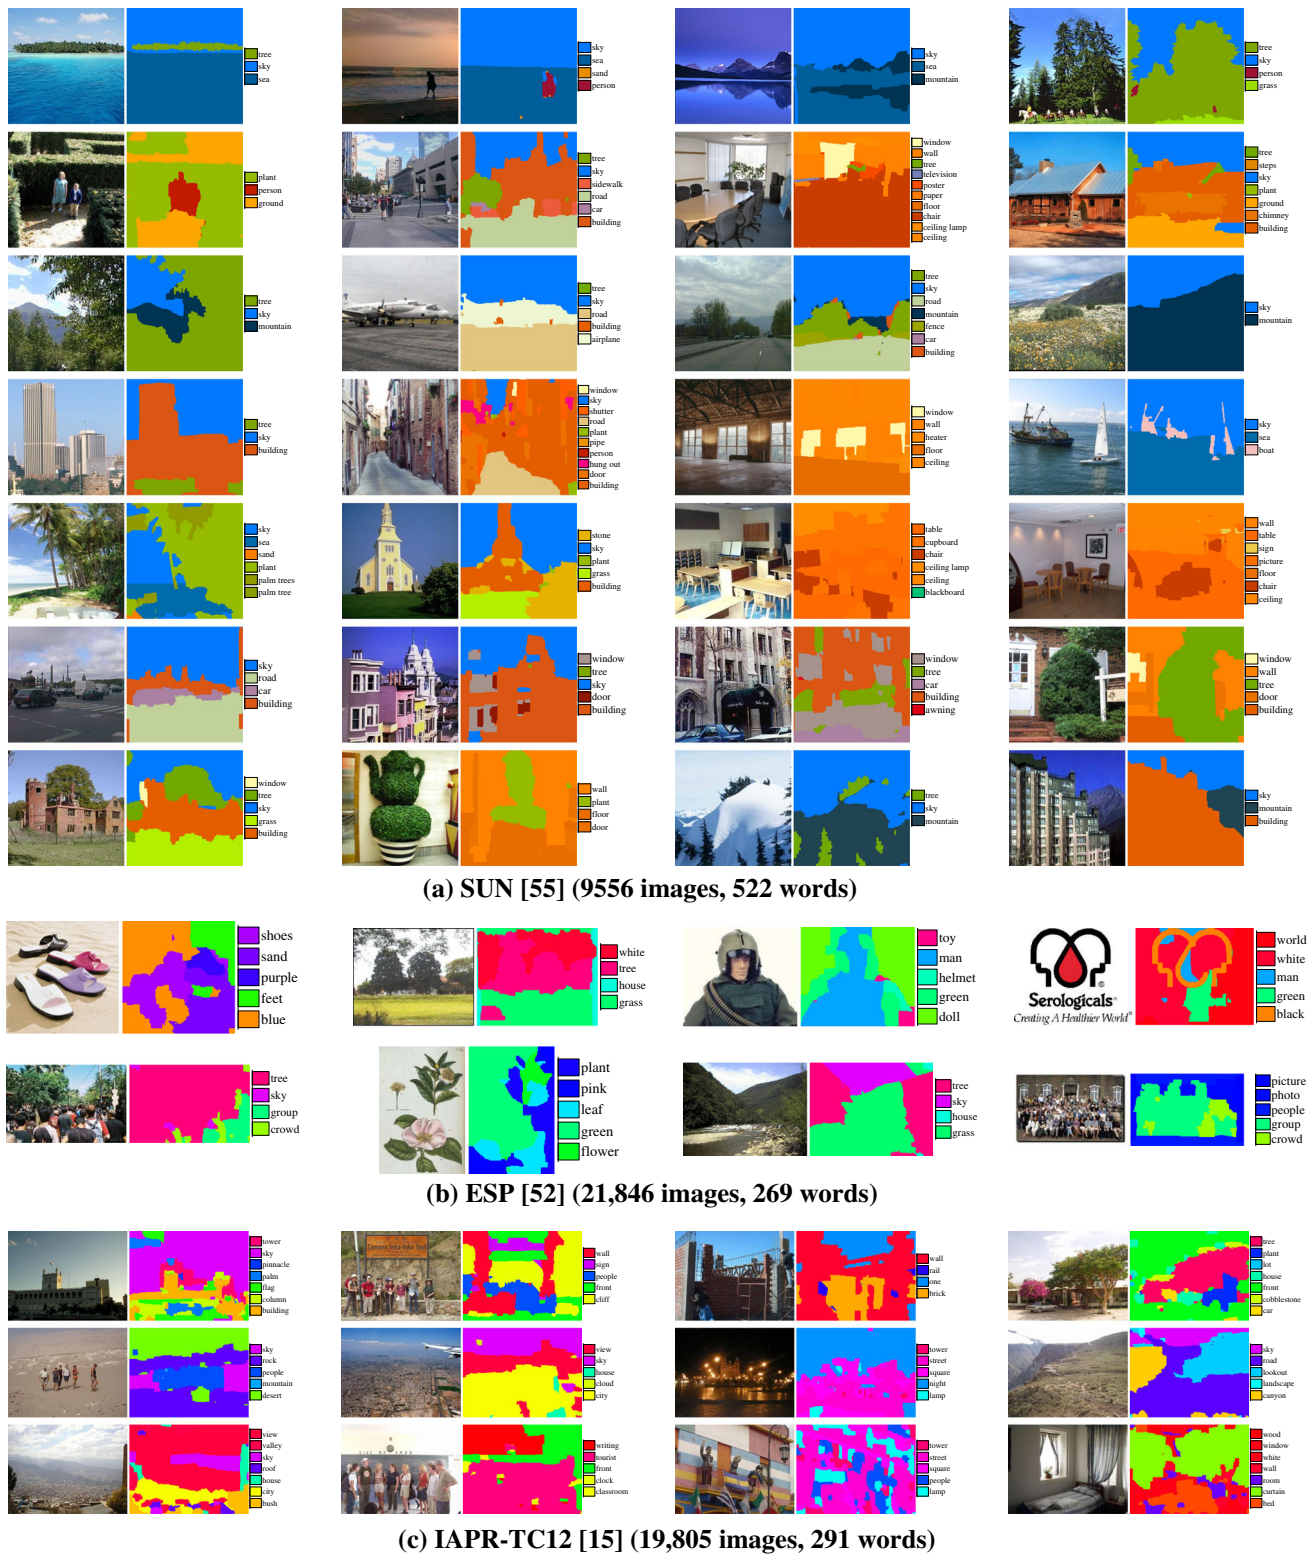 tree
sky
sea
sky
sea
sand
person
sky
sea
mountain
tree
sky
person
grass
plant
person
ground
tree
sky
sidewalk
road
car
building
window
wall
tree
television
poster
paper
floor
chair
ceiling lamp
ceiling
tree
steps
sky
plant
ground
chimney
building
tree
sky
mountain
tree
sky
road
building
airplane
tree
sky
road
mountain
fence
car
building
sky
mountain
tree
sky
building
window
sky
shutter
road
plant
pipe
person
hung out
door
building
window
wall
heater
floor
ceiling
sky
sea
boat
sky
sea
sand
plant
palm trees
palm tree
stone
sky
plant
grass
building
table
cupboard
chair
ceiling lamp
ceiling
blackboard
wall
table
sign
picture
floor
chair
ceiling
sky
road
car
building
window
tree
sky
door
building
window
tree
car
building
awning
window
wall
tree
door
building
window
tree
sky
grass
building
wall
plant
floor
door
tree
sky
mountain
sky
mountain
building
(a) SUN [55] (9556 images, 522 words)
shoes
sand
purple
feet
blue
white
tree
house
grass
toy
man
helmet
green
doll
Serologicals®
Creating A Healthier World®
world
white
man
green
black
tree
sky
group
crowd
plant
pink
leaf
green
flower
tree
sky
house
grass
picture
photo
people
group
crowd
(b) ESP [52] (21,846 images, 269 words)
tower
sky
pinnacle
palm
flag
column
building
wall
sign
people
front
cliff
wall
rail
one
brick
tree
plant
lot
house
front
cobblestone
car
sky
rock
people
mountain
desert
view
sky
house
cloud
city
tower
street
square
night
lamp
sky
road
lookout
landscape
canyon
view
valley
sky
roof
house
city
bush
writing
tourist
front
clock
classroom
tower
street
square
people
lamp
wood
window
white
wall
room
curtain
bed
(c) IAPR-TC12 [15] (19,805 images, 291 words)